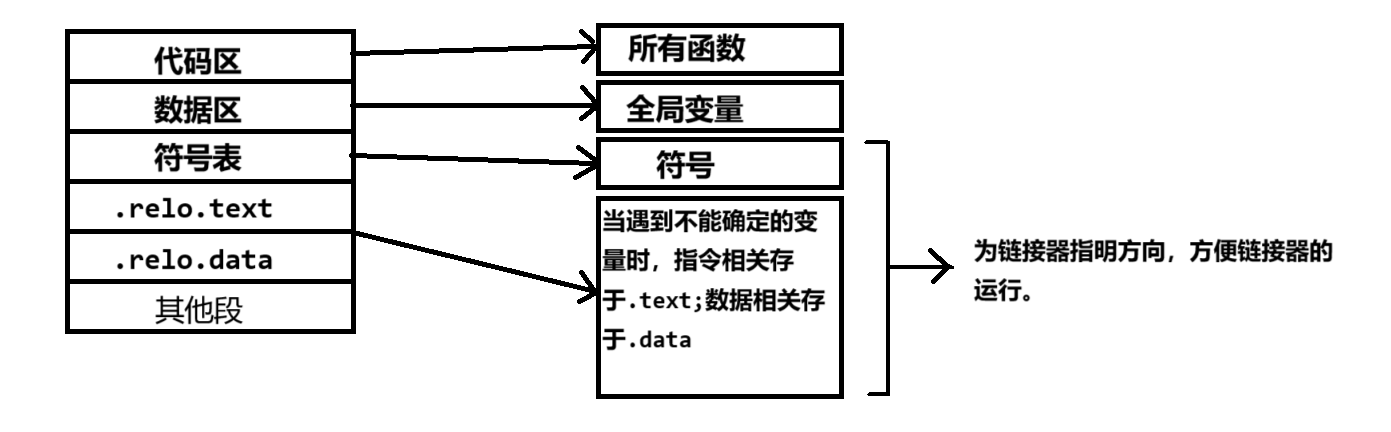 代码区
数据区
符号表
.relo.text
.relo.data
其他段
所有函数
全局变量
符号
当遇到不能确定的变
量时，指令相关存
于.text;数据相关存
于.data
为链接器指明方向，方便链接器的
运行。